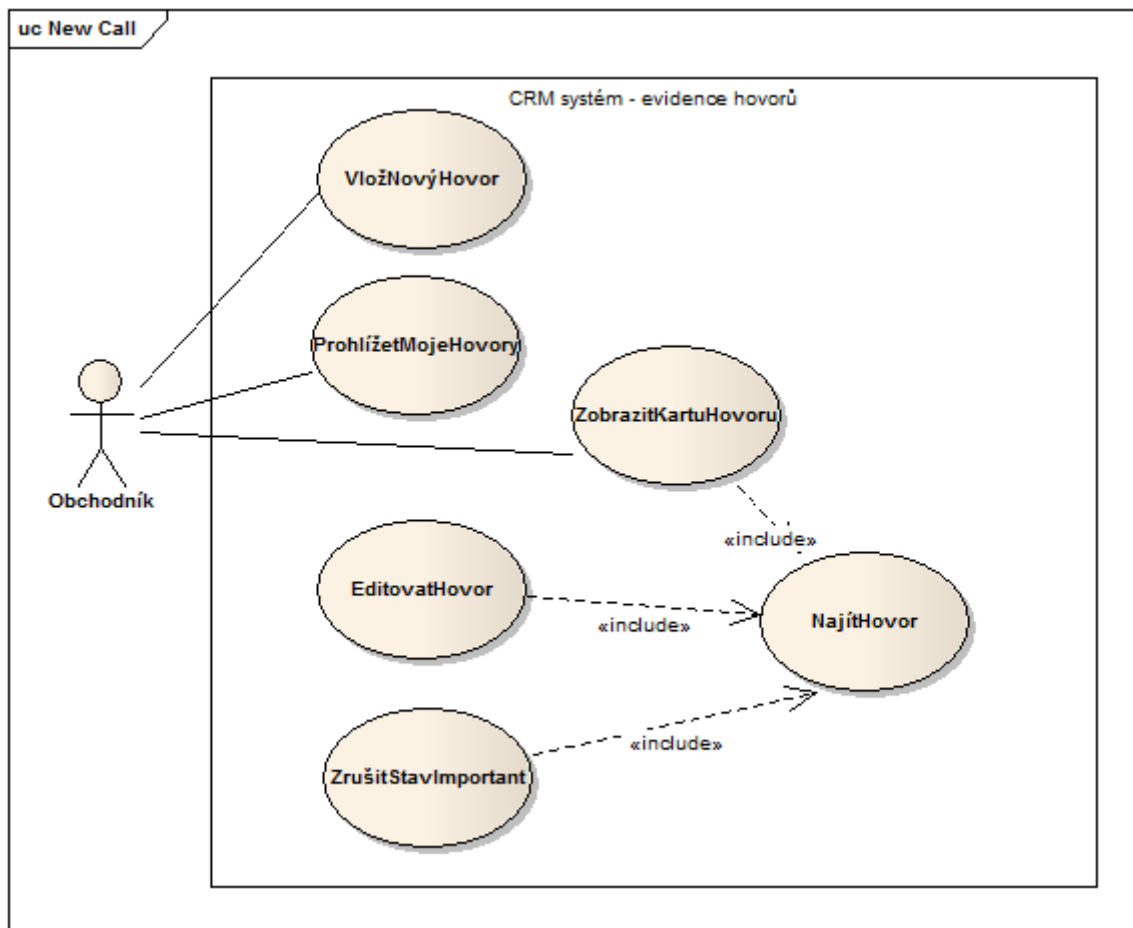 uc New Call
CRM systém - evidence hovorů
VložNovýHovor
ProhlížetMojeHovory
ZobrazitKartuHovoru
Obchodník
«include»
EditovatHovor
«include»
NajítHovor
«include»
ZrušitStavImportant